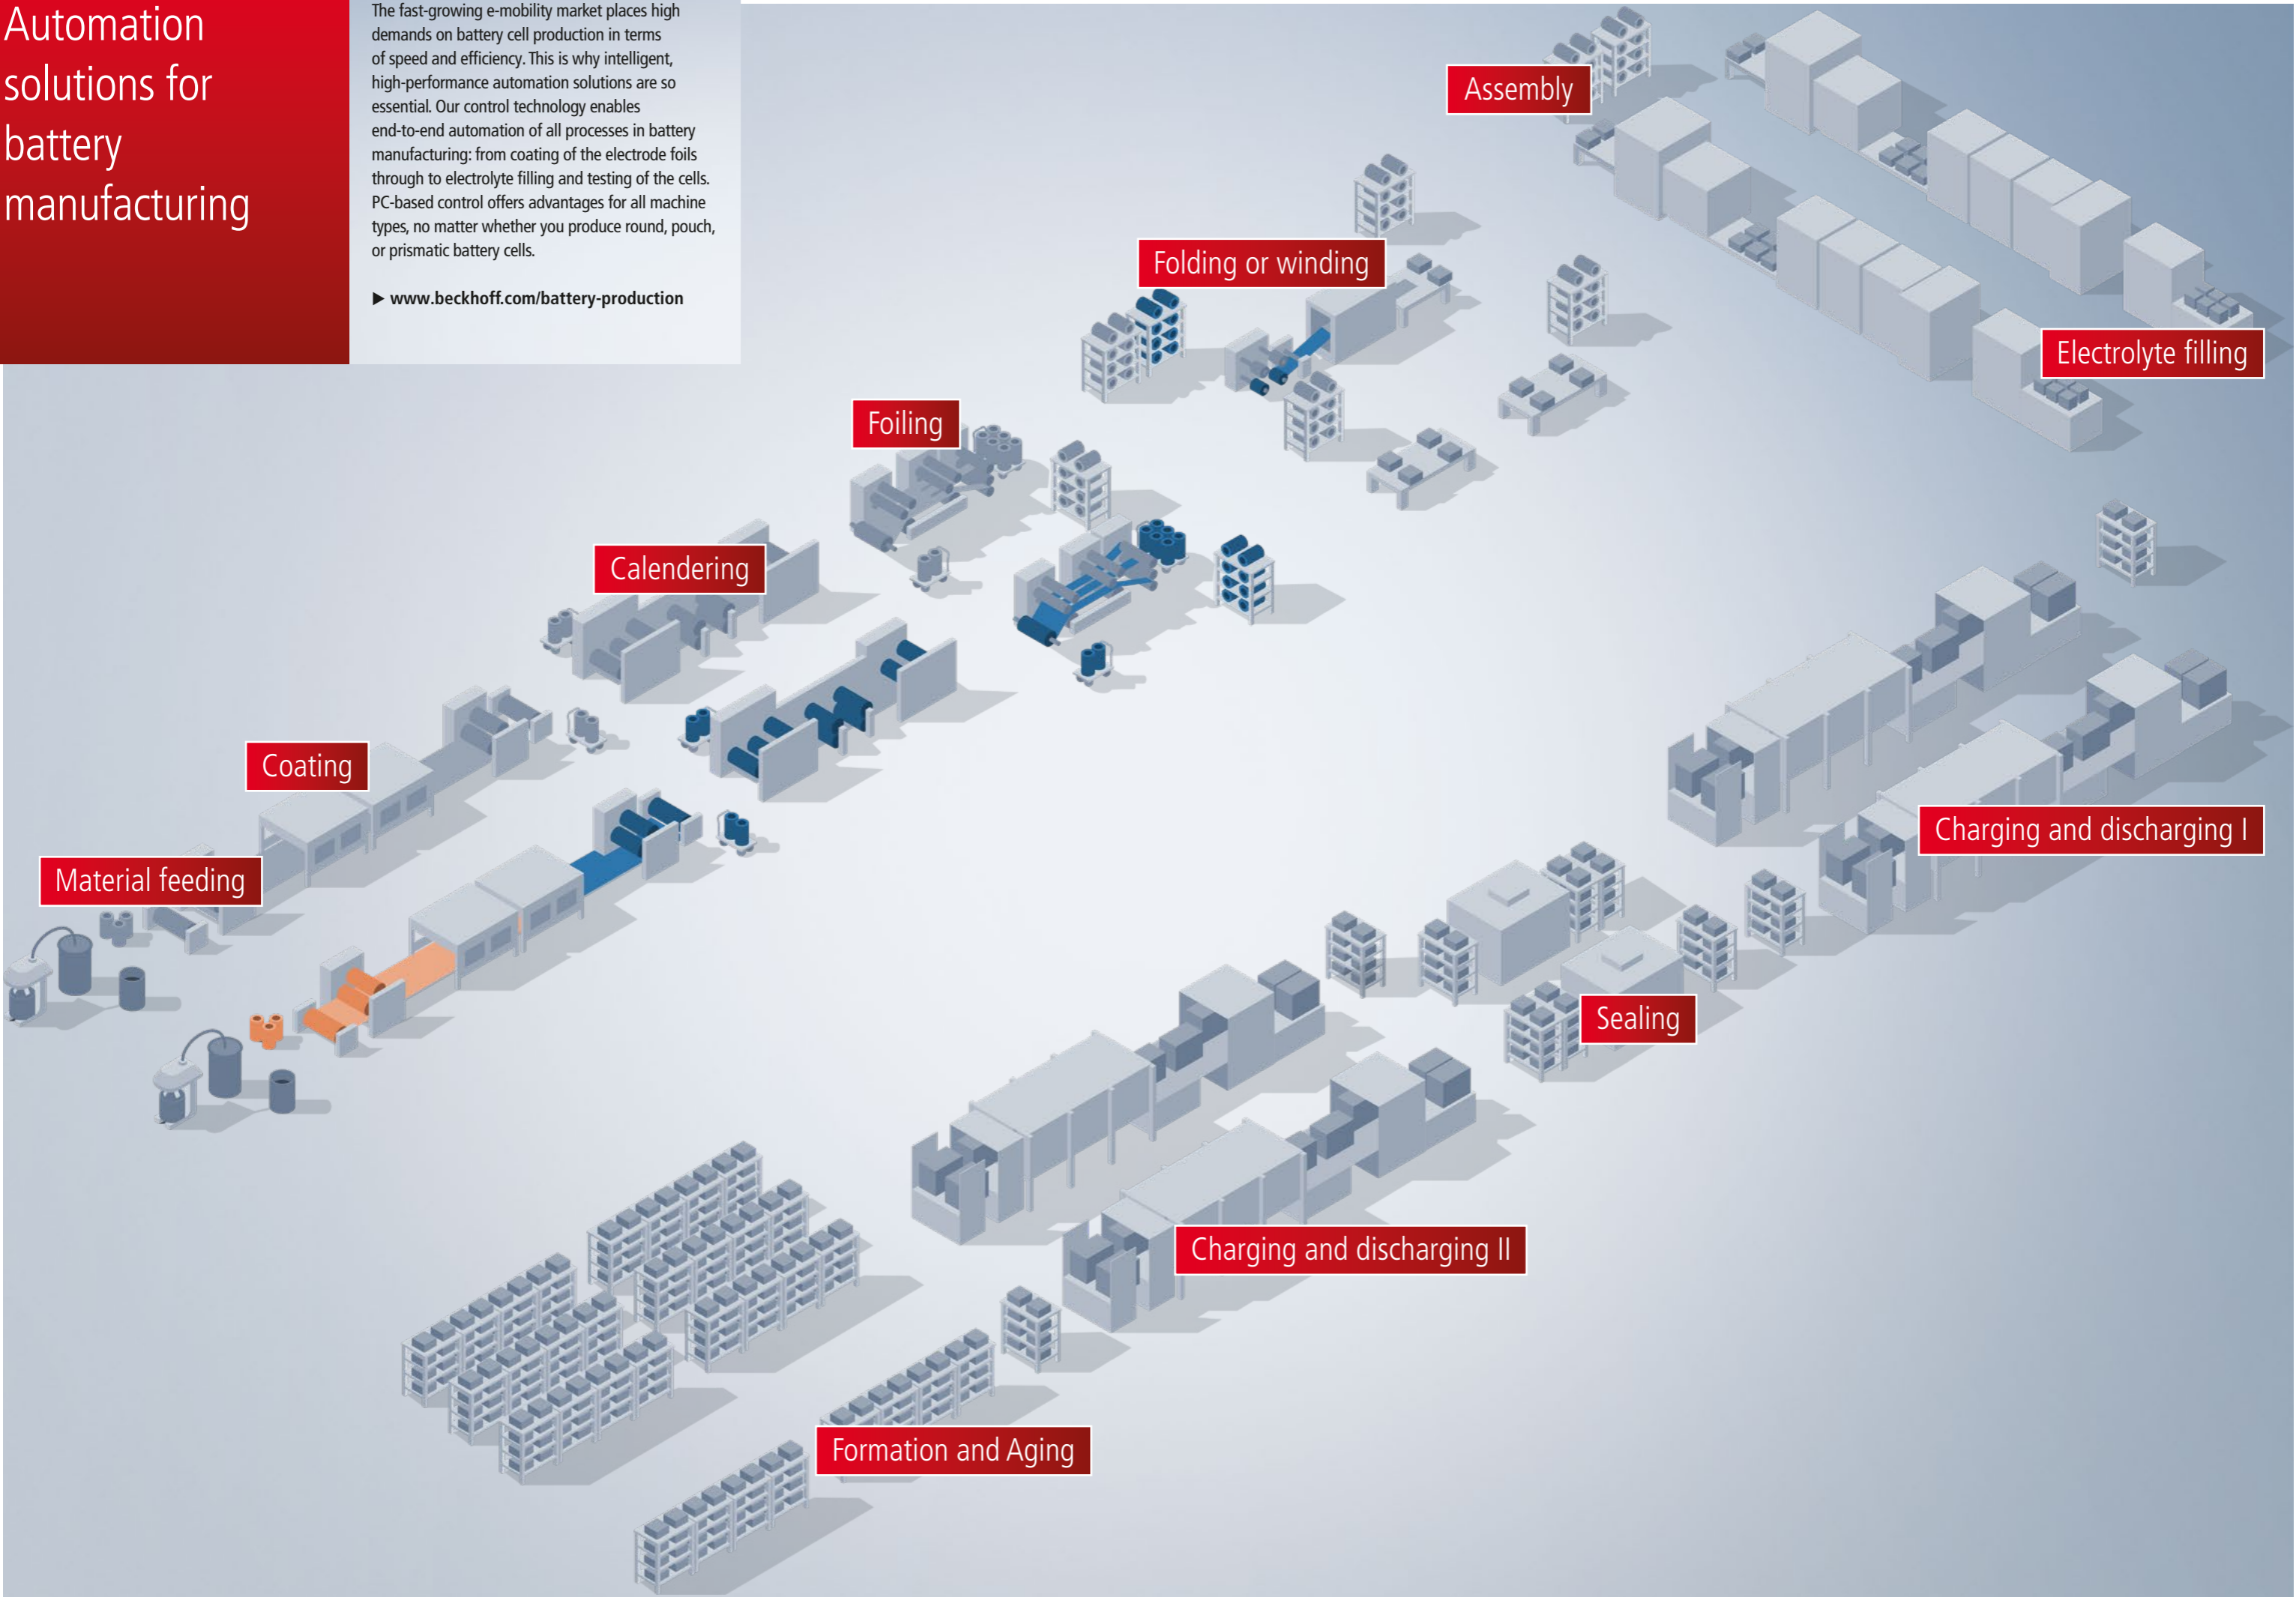 Automation
solutions for
battery
manufacturing
The fast-growing e-mobility market places high
demands on battery cell production in terms
of speed and efficiency. This is why intelligent,
high-performance automation solutions are so
essential. Our control technology enables
end-to-end automation of all processes in battery
manufacturing: from coating of the electrode foils
through to electrolyte filling and testing of the cells.
PC-based control offers advantages for all machine
types, no matter whether you produce round, pouch,
or prismatic battery cells.
▶ www.beckhoff.com/battery-production
Assembly
Folding or winding
Electrolyte filling
Foiling
Calendering
Coating
Charging and discharging I
Material feeding
Sealing
Charging and discharging II
Formation and Aging